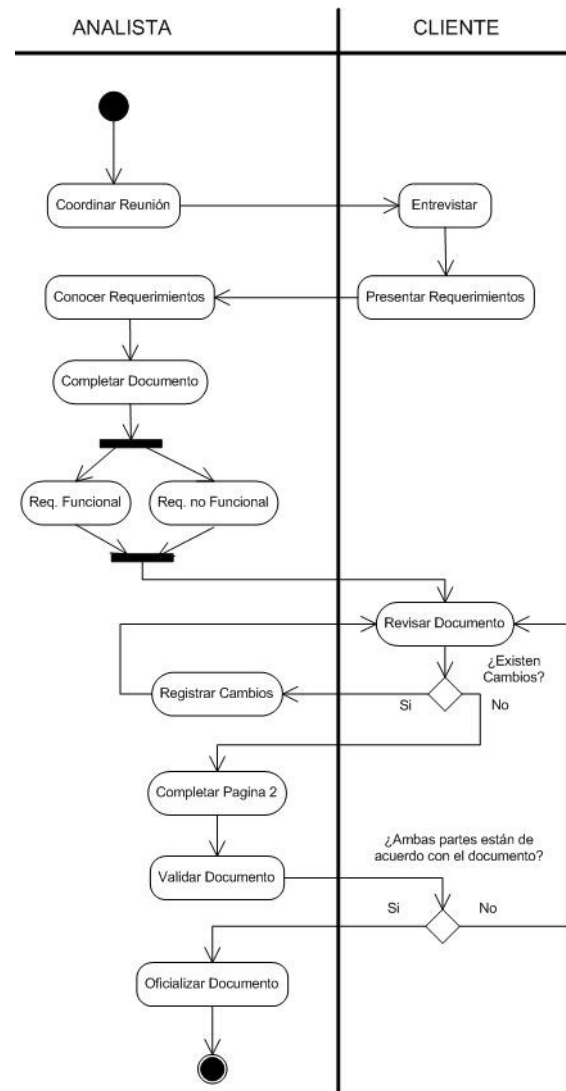 ANALISTA
CLIENTE
Coordinar Reunión
Entrevistar
Conocer Requerimientos
Presentar Requerimientos
Completar Documento
Req. Funcional
Req. no Funcional
Revisar Documento
¿Existen
Cambios?
Registrar Cambios
Si
No
Completar Pagina 2
¿Ambas partes están de
acuerdo con el documento?
Validar Documento
Si
No
Oficializar Documento